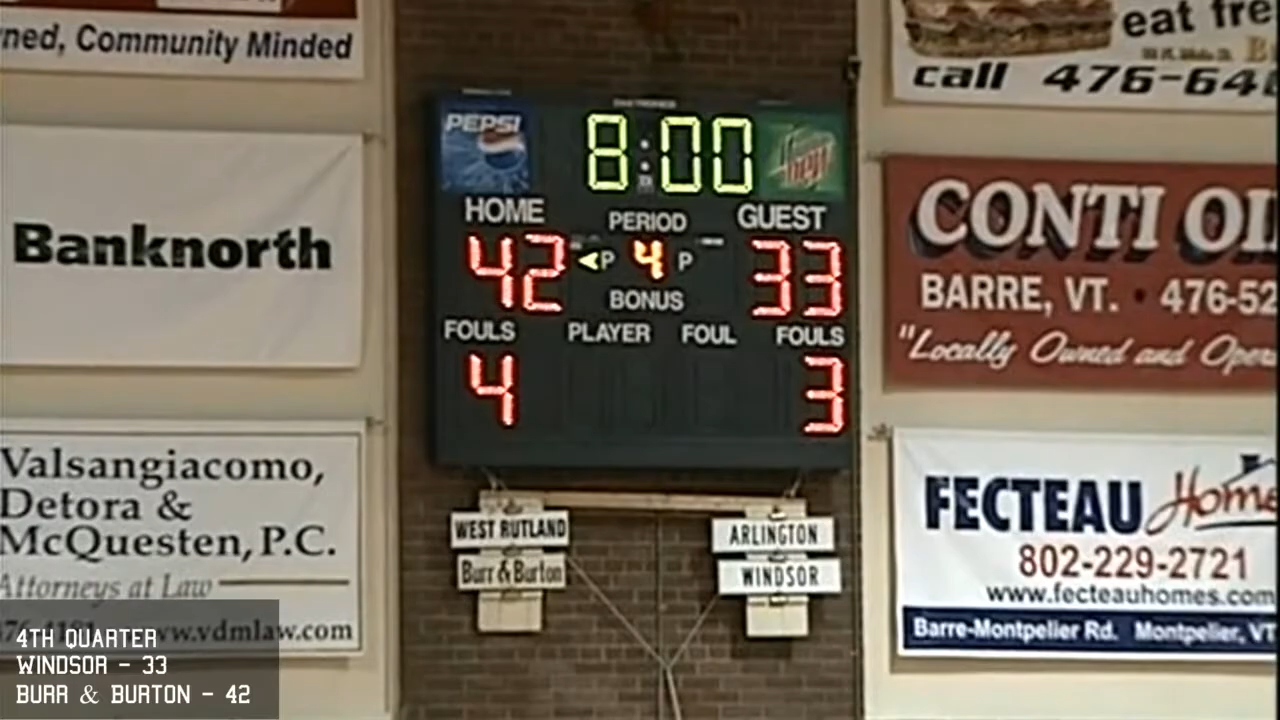 ned, Community Minded
eat fre
call 476-64
Banknorth
Valsangiacomo,
Detora &
McQuesten, P.C.
Attorneys at Law
www.vdmlaw.com
PEPSI
8:00
HOME
PERIOD
GUEST
42
<P 4 P
33
BONUS
FOULS
PLAYER
FOUL
FOULS
4
3
WEST RUTLAND
Burr & Burton
ARLINGTON
WINDSOR
CONTI OI
BARRE, VT. • 476-52
"Locally Owned and Oper
FECTEAU Home
802-229-2721
www.fecteauhomes.com
Barre-Montpelier Rd. Montpelier, VT
4TH QUARTER
WINDSOR - 33
BURR & BURTON - 42